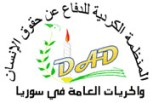 المنظمة الكردية للدفاع عن حقوق الإنسان
DAD
والحريات العامة في سوريا